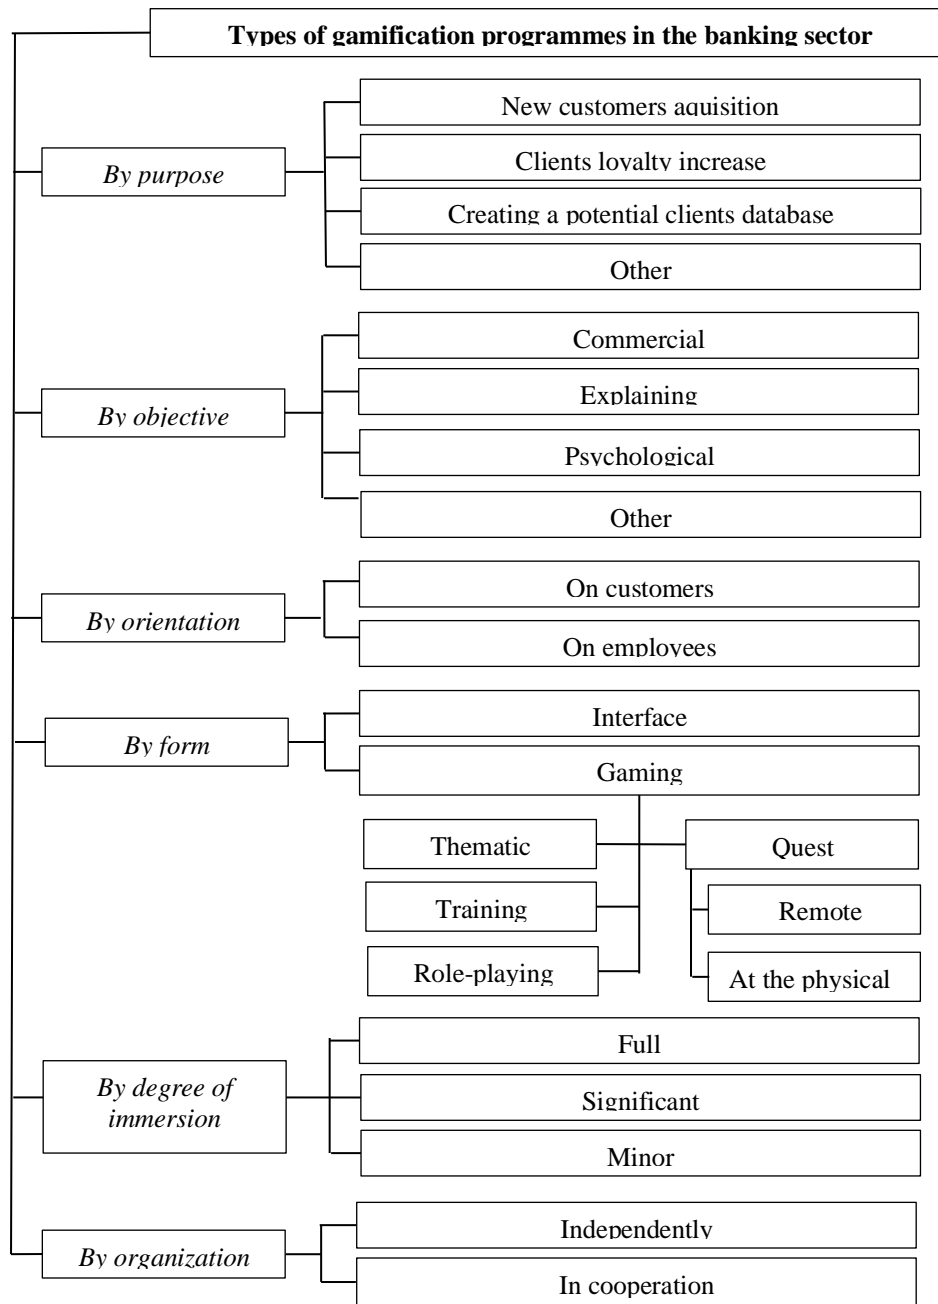 Types of gamification programmes in the banking sector
New customers aquisition
By purpose
Clients loyalty increase
Creating a potential clients database
Other
Commercial
By objective
Explaining
Psychological
Other
On customers
By orientation
On employees
Interface
By form
Gaming
Thematic
Quest
Training
Remote
Role-playing
At the physical
Full
By degree of
immersion
Significant
Minor
Independently
By organization
In cooperation